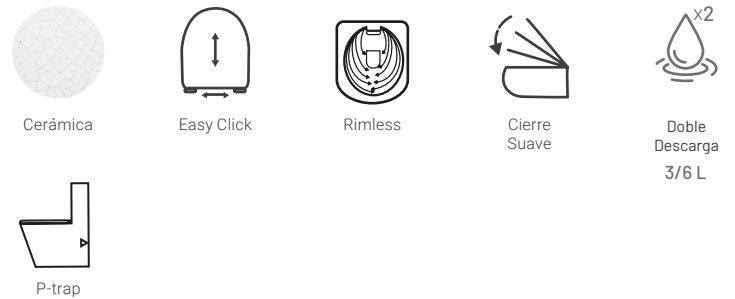 x2
Cerámica
Easy Click
Rimless
Cierre
Suave
Doble
Descarga
3/6 L
P-trap